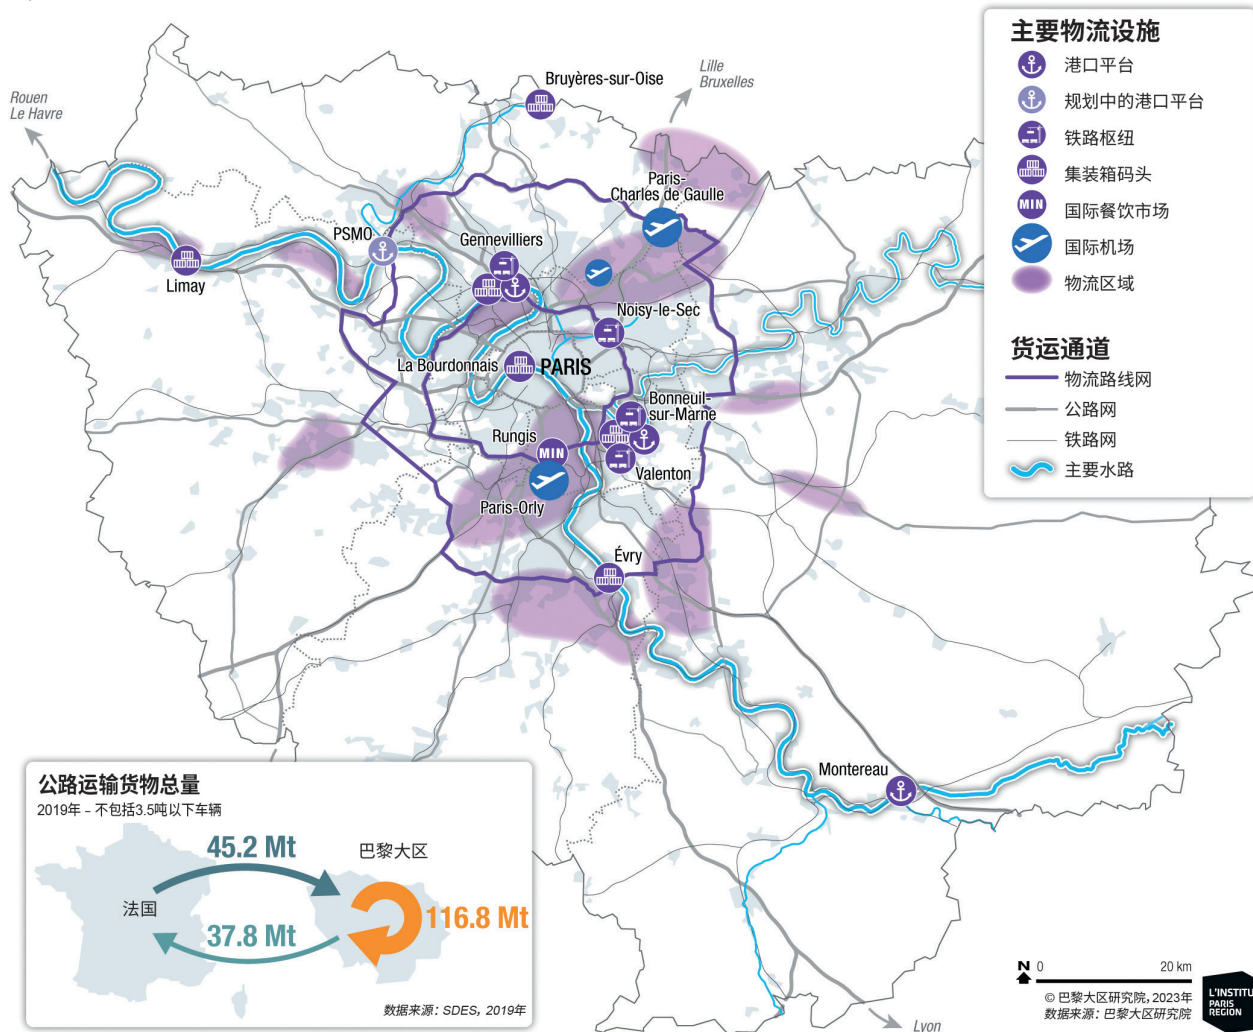 Rouen
Le Havre
Bruyères-sur-Oise
Lille
Bruxelles
Paris-
Charles de Gaulle
PSMO
Gennevilliers
Limay
Noisy-le-Sec
La Bourdonnais
PARIS
Bonneuil
-sur-Marne
Rungis
MIN
Valenton
Paris-Orly
Évry
Montereau
Lyon
主要物流设施
港口平台
规划中的港口平台
铁路枢纽
集装箱码头
MIN
国际餐饮市场
国际机场
物流区域
货运通道
物流路线网
公路网
铁路网
主要水路
公路运输货物总量
2019年 – 不包括3.5吨以下车辆
45.2 Mt
巴黎大区
法国
116.8 Mt
37.8 Mt
数据来源：SDES, 2019年
N 0 20 km
© 巴黎大区研究院, 2023年
数据来源：巴黎大区研究院
L'INSTITU
PARIS
REGION